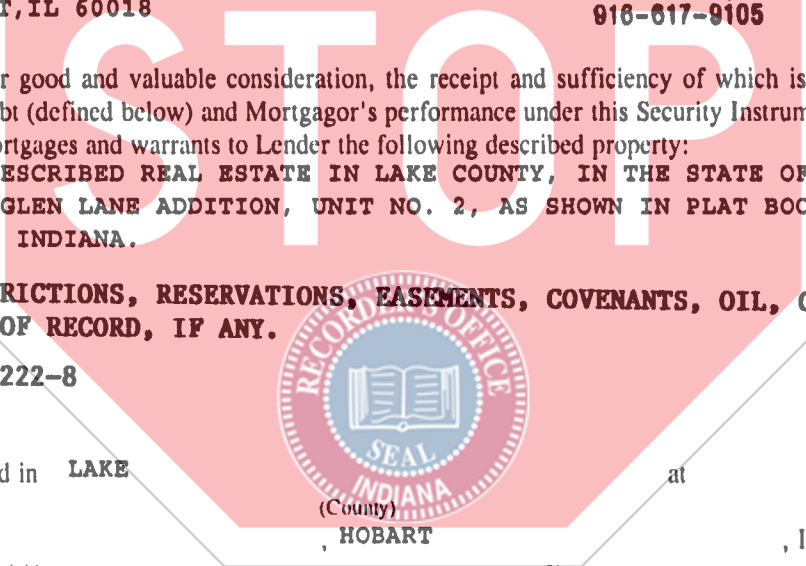 T, IL 60018
916-617-9105
STOP
r good and valuable consideration, the receipt and sufficiency of which is
bt (defined below) and Mortgagor's performance under this Security Instrum
ortgages and warrants to Lender the following described property:
ESCRIBED REAL ESTATE IN LAKE COUNTY, IN THE STATE OF
GLEN LANE ADDITION, UNIT NO. 2, AS SHOWN IN PLAT BOO
INDIANA.
RICTIONS, RESERVATIONS, EASEMENTS, COVENANTS, OIL, G
OF RECORD, IF ANY.
222-8
RECORDER'S OFFICE
SEAL
INDIANA
d in LAKE at
(County)
, HOBART , I